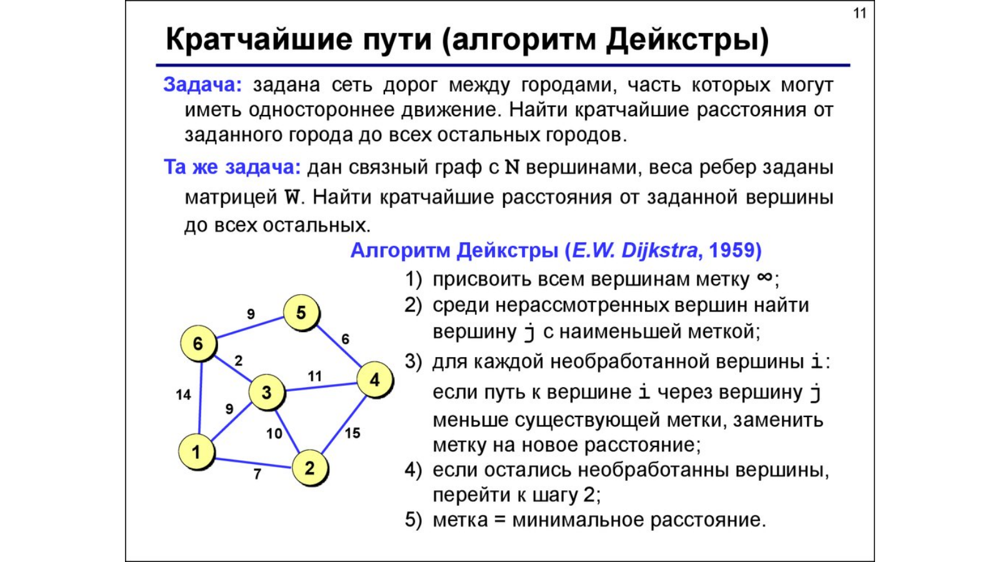 11
Кратчайшие пути (алгоритм Дейкстры)
Задача: задана сеть дорог между городами, часть которых могут
иметь одностороннее движение. Найти кратчайшие расстояния от
заданного города до всех остальных городов.
Та же задача: дан связный граф с N вершинами, веса ребер заданы
матрицей W. Найти кратчайшие расстояния от заданной вершины
до всех остальных.
Алгоритм Дейкстры (E.W. Dijkstra, 1959)
1) присвоить всем вершинам метку ∞;
2) среди нерассмотренных вершин найти
вершину j с наименьшей меткой;
3) для каждой необработанной вершины i:
если путь к вершине i через вершину j
меньше существующей метки, заменить
метку на новое расстояние;
4) если остались необработанны вершины,
перейти к шагу 2;
5) метка = минимальное расстояние.
9
5
6
6
2
11
4
3
14
9
10
15
1
2
7